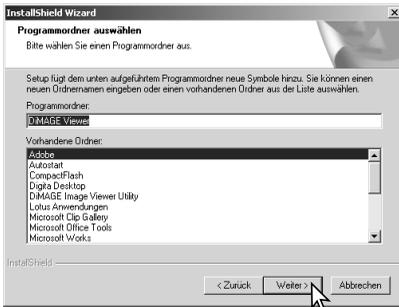 InstallShield Wizard
Programmordner auswählen
Bitte wählen Sie einen Programmordner aus.
Setup fügt dem unten aufgeführtem Programmordner neue Symbole hinzu. Sie können einen
neuen Ordnernamen eingeben oder einen vorhandenen Ordner aus der Liste auswählen.
Programmordner:
DiMAGE Viewer
Vorhandene Ordner:
Adobe
Autostart
CompactFlash
Digita Desktop
DiMAGE Image Viewer Utility
Lotus Anwendungen
Microsoft Clip Gallery
Microsoft Office Tools
Microsoft Works
InstallShield
< Zurück Weiter > Abbrechen